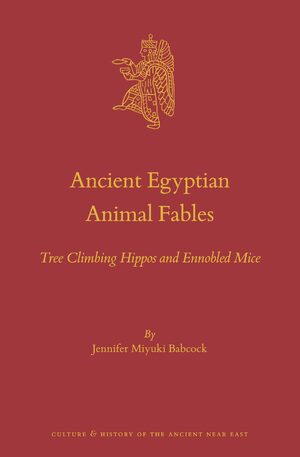 Ancient Egyptian
Animal Fables
Tree Climbing Hippos and Ennobled Mice
By
Jennifer Miyuki Babcock
CULTURE & HISTORY OF THE ANCIENT NEAR EAST